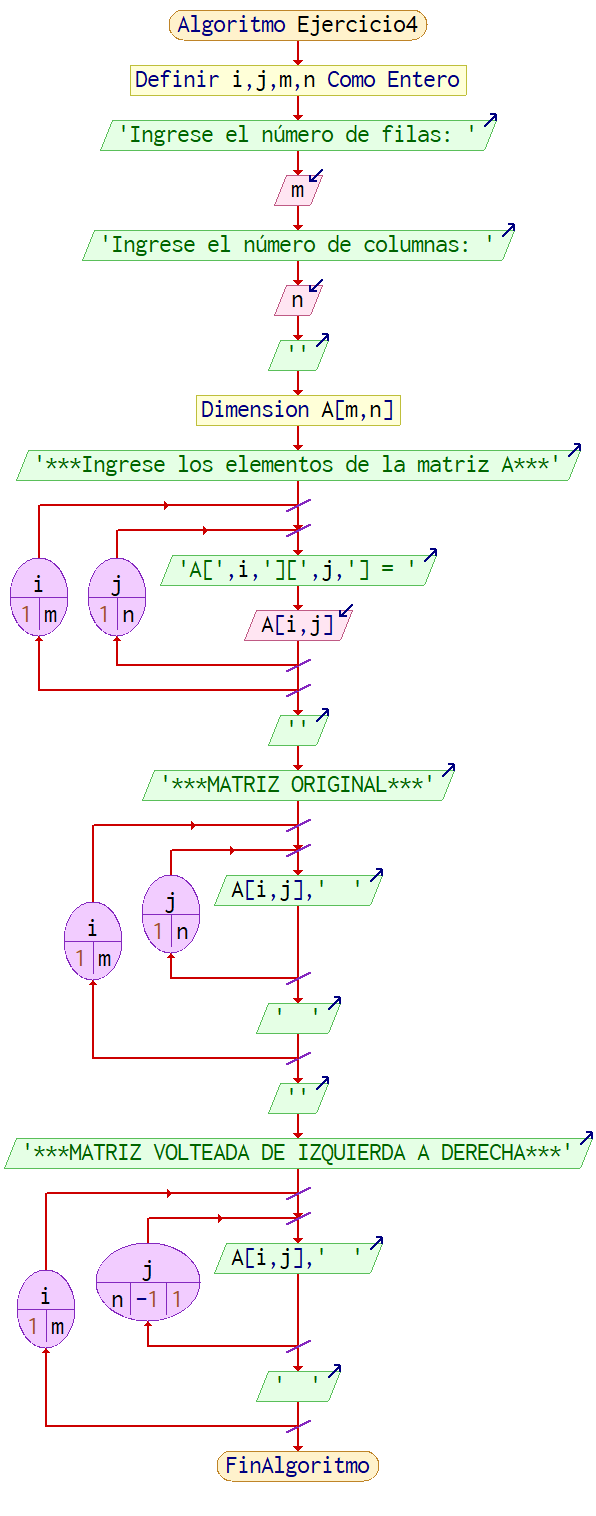 Algoritmo Ejercicio4
Definir i,j,m,n Como Entero
'Ingrese el número de filas: '
m
'Ingrese el número de columnas: '
n
''
Dimension A[m,n]
'***Ingrese los elementos de la matriz A***'
i
1 m
j
1 n
'A[',i,'][',j,'] = '
A[i,j]
''
'***MATRIZ ORIGINAL***'
i
1 m
j
1 n
A[i,j],'  '
'  '
''
'***MATRIZ VOLTEADA DE IZQUIERDA A DERECHA***'
i
1 m
j
n -1 1
A[i,j],'  '
'  '
FinAlgoritmo